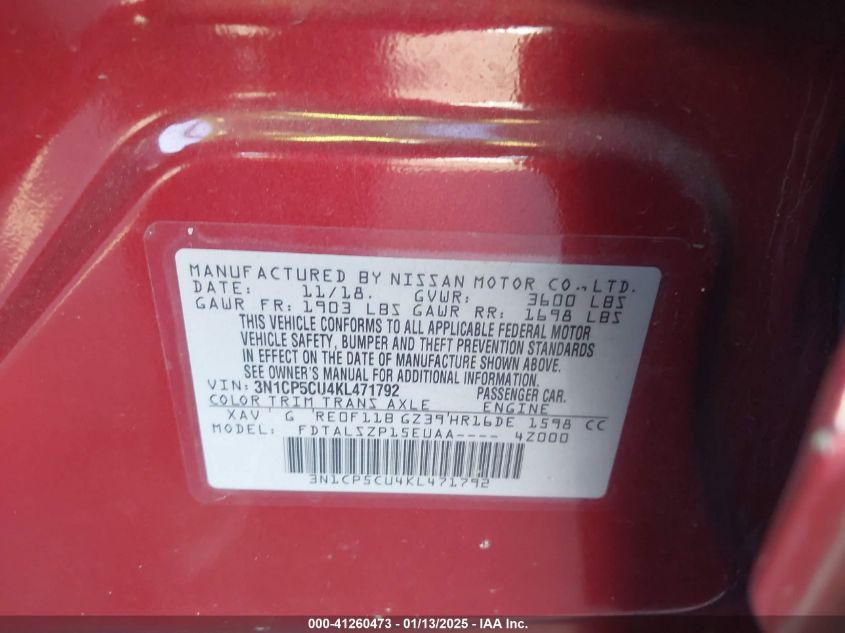 MANUFACTURED BY NISSAN MOTOR CO.,LTD.
DATE: 11/18. GVWR: 3600 LBS
GAWR FR: 1903 LBS GAWR RR: 1698 LBS
THIS VEHICLE CONFORMS TO ALL APPLICABLE FEDERAL MOTOR
VEHICLE SAFETY, BUMPER AND THEFT PREVENTION STANDARDS
IN EFFECT ON THE DATE OF MANUFACTURE SHOWN ABOVE.
SEE OWNER'S MANUAL FOR ADDITIONAL INFORMATION.
VIN: 3N1CP5CU4KL471792 PASSENGER CAR.
COLOR TRIM TRANS AXLE ENGINE
XAV ' G 'RE0F11B GZ39'HR16DE 1598 CC
MODEL: FDTALSZP15EUAA---- 4Z000
3N1CP5CU4KL471792
000-41260473 — 01/13/2025 — IAA Inc.